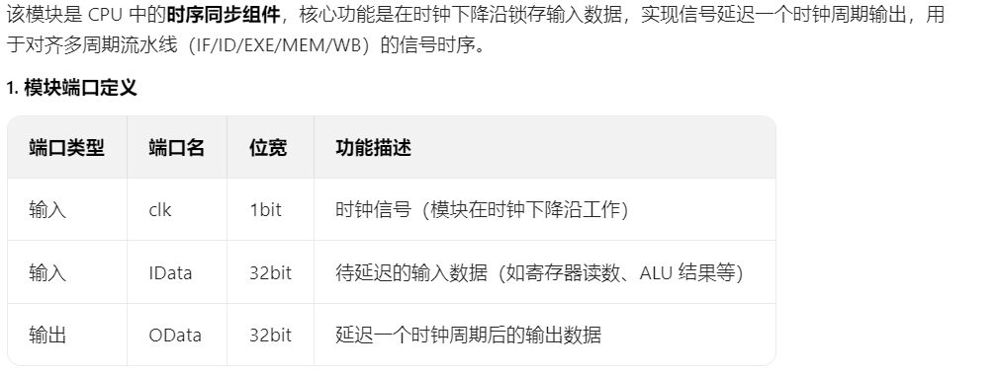 该模块是 CPU 中的时序同步组件，核心功能是在时钟下降沿锁存输入数据，实现信号延迟一个时钟周期输出，用
于对齐多周期流水线（IF/ID/EXE/MEM/WB）的信号时序。
1. 模块端口定义
端口类型 端口名 位宽 功能描述
输入 clk 1bit 时钟信号（模块在时钟下降沿工作）
输入 IData 32bit 待延迟的输入数据（如寄存器读数、ALU 结果等）
输出 OData 32bit 延迟一个时钟周期后的输出数据